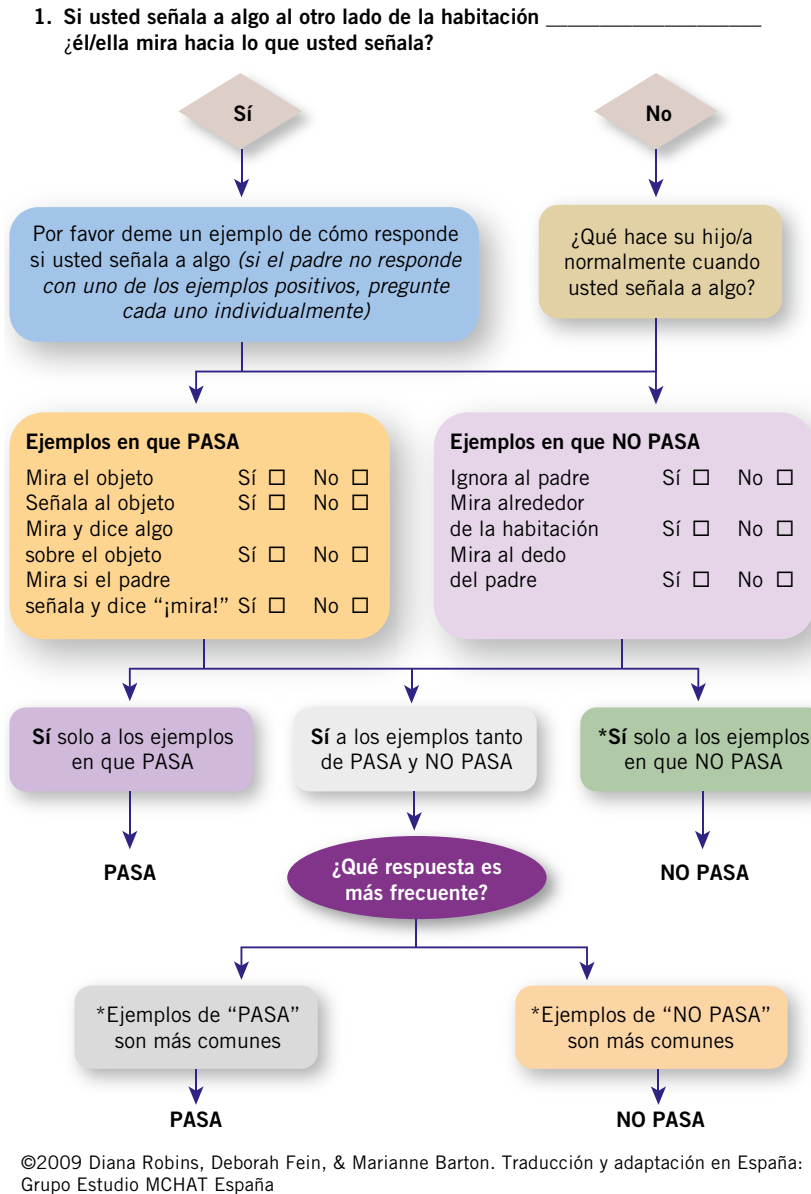 1. Si usted señala a algo al otro lado de la habitación ____________________
¿él/ella mira hacia lo que usted señala?
Sí
No
Por favor deme un ejemplo de cómo responde
si usted señala a algo (si el padre no responde
con uno de los ejemplos positivos, pregunte
cada uno individualmente)
¿Qué hace su hijo/a
normalmente cuando
usted señala a algo?
Ejemplos en que PASA
Mira el objeto Sí □ No □
Señala al objeto Sí □ No □
Mira y dice algo
sobre el objeto Sí □ No □
Mira si el padre
señala y dice “¡mira!” Sí □ No □
Ejemplos en que NO PASA
Ignora al padre Sí □ No □
Mira alrededor
de la habitación Sí □ No □
Mira al dedo
del padre Sí □ No □
Sí solo a los ejemplos
en que PASA
Sí a los ejemplos tanto
de PASA y NO PASA
*Sí solo a los ejemplos
en que NO PASA
PASA
¿Qué respuesta es
más frecuente?
NO PASA
*Ejemplos de “PASA”
son más comunes
*Ejemplos de “NO PASA”
son más comunes
PASA
NO PASA
©2009 Diana Robins, Deborah Fein, & Marianne Barton. Traducción y adaptación en España:
Grupo Estudio MCHAT España